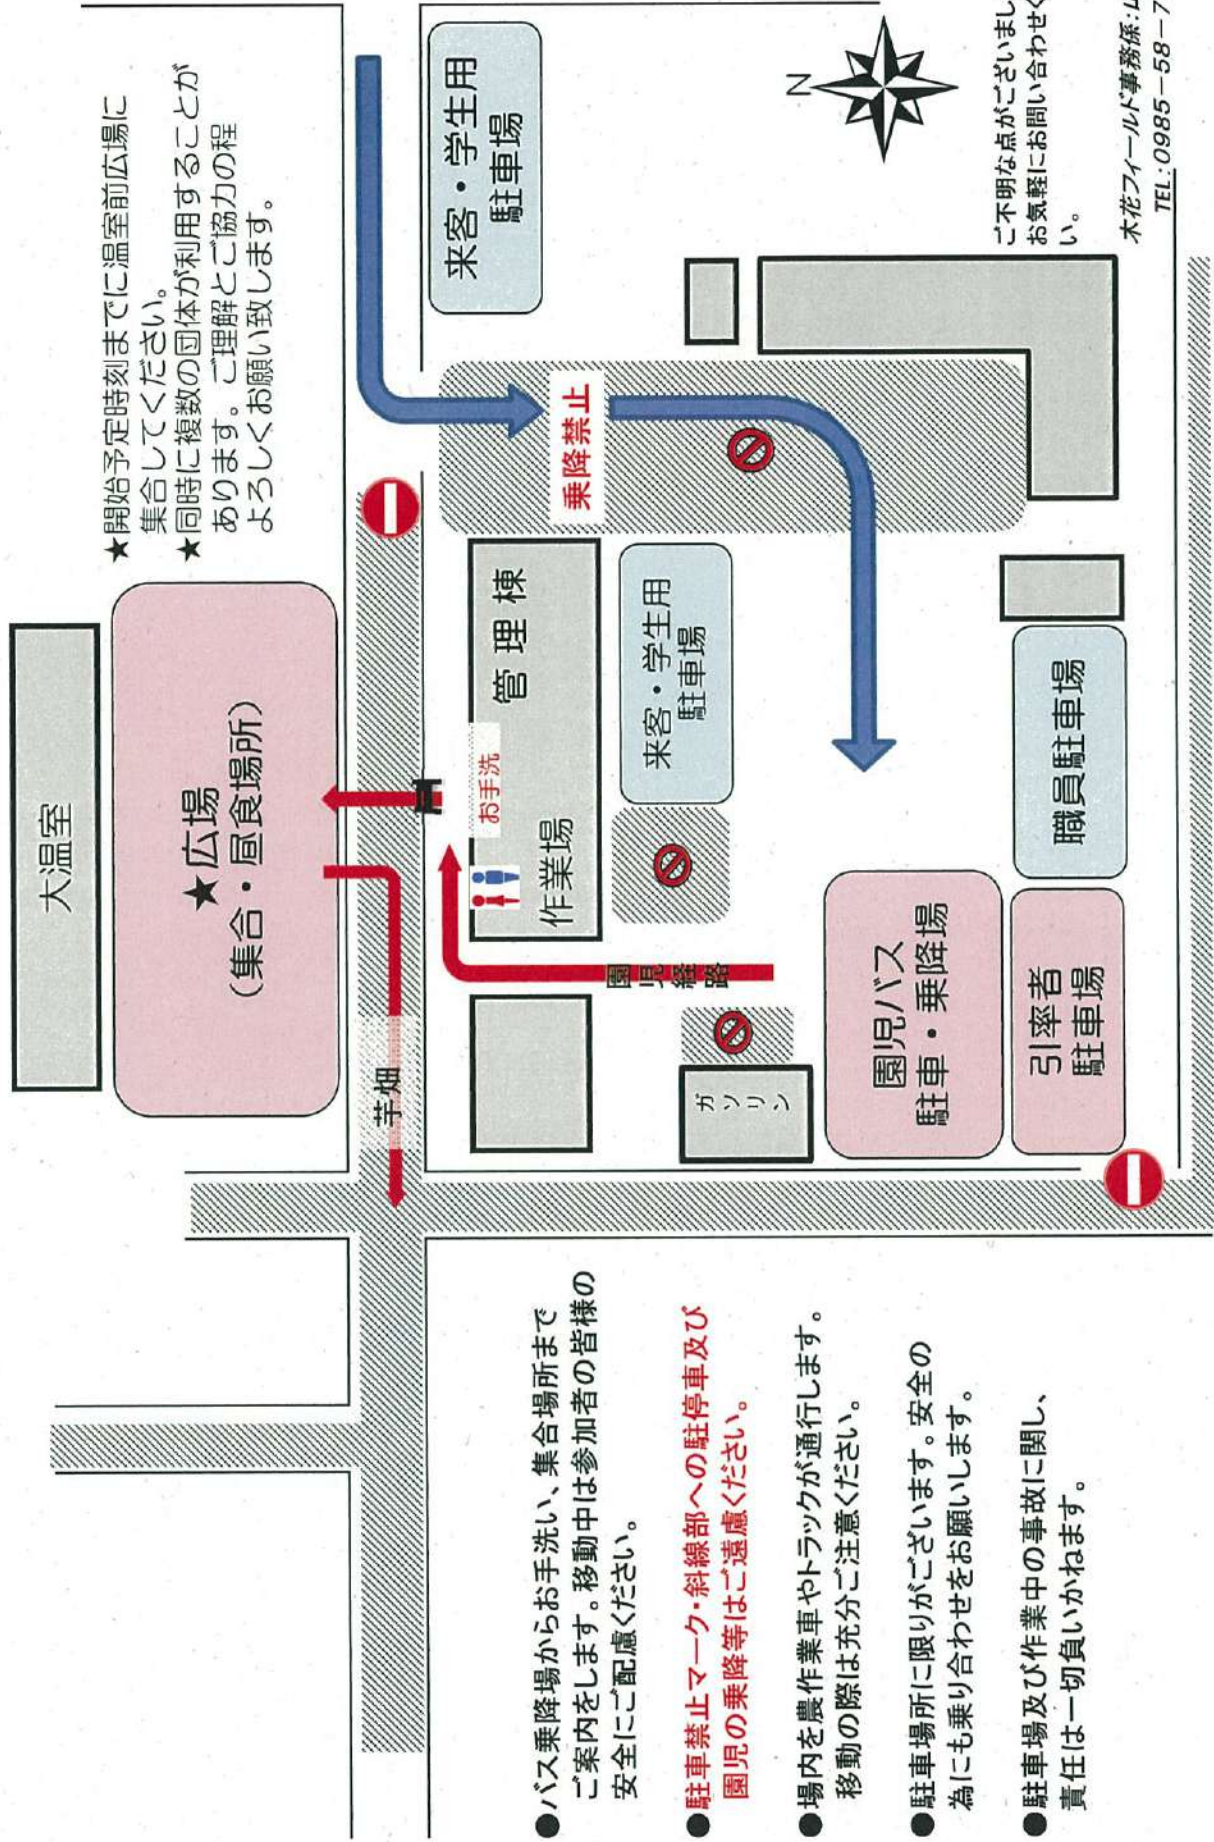 大温室
★広場
(集合・昼食場所)
★開始予定時刻までに温室前広場に
集合してください。
★同時に複数の団体が利用することが
あります。ご理解とご協力の程
よろしくお願い致します。
芋畑
お手洗
作業場
管理棟
来客・学生用
駐車場
乗降禁止
来客・学生用
駐車場
園児経路
ガソリン
園児バス
駐車・乗降場
引率者
駐車場
職員駐車場
N
ご不明な点がございまし
お気軽にお問い合わせく
い。
木花フィールド事務係:
TEL:0985-58-7
●バス乗降場からお手洗い、集合場所まで
ご案内をします。移動中は参加者の皆様の
安全にご配慮ください。
●駐車禁止マーク・斜線部への駐停車及び
園児の乗降等はご遠慮ください。
●場内を農作業車やトラックが通行します。
移動の際は充分ご注意ください。
●駐車場所に限りがございます。安全の
為にも乗り合わせをお願いします。
●駐車場及び作業中の事故に関し、
責任は一切負いかねます。